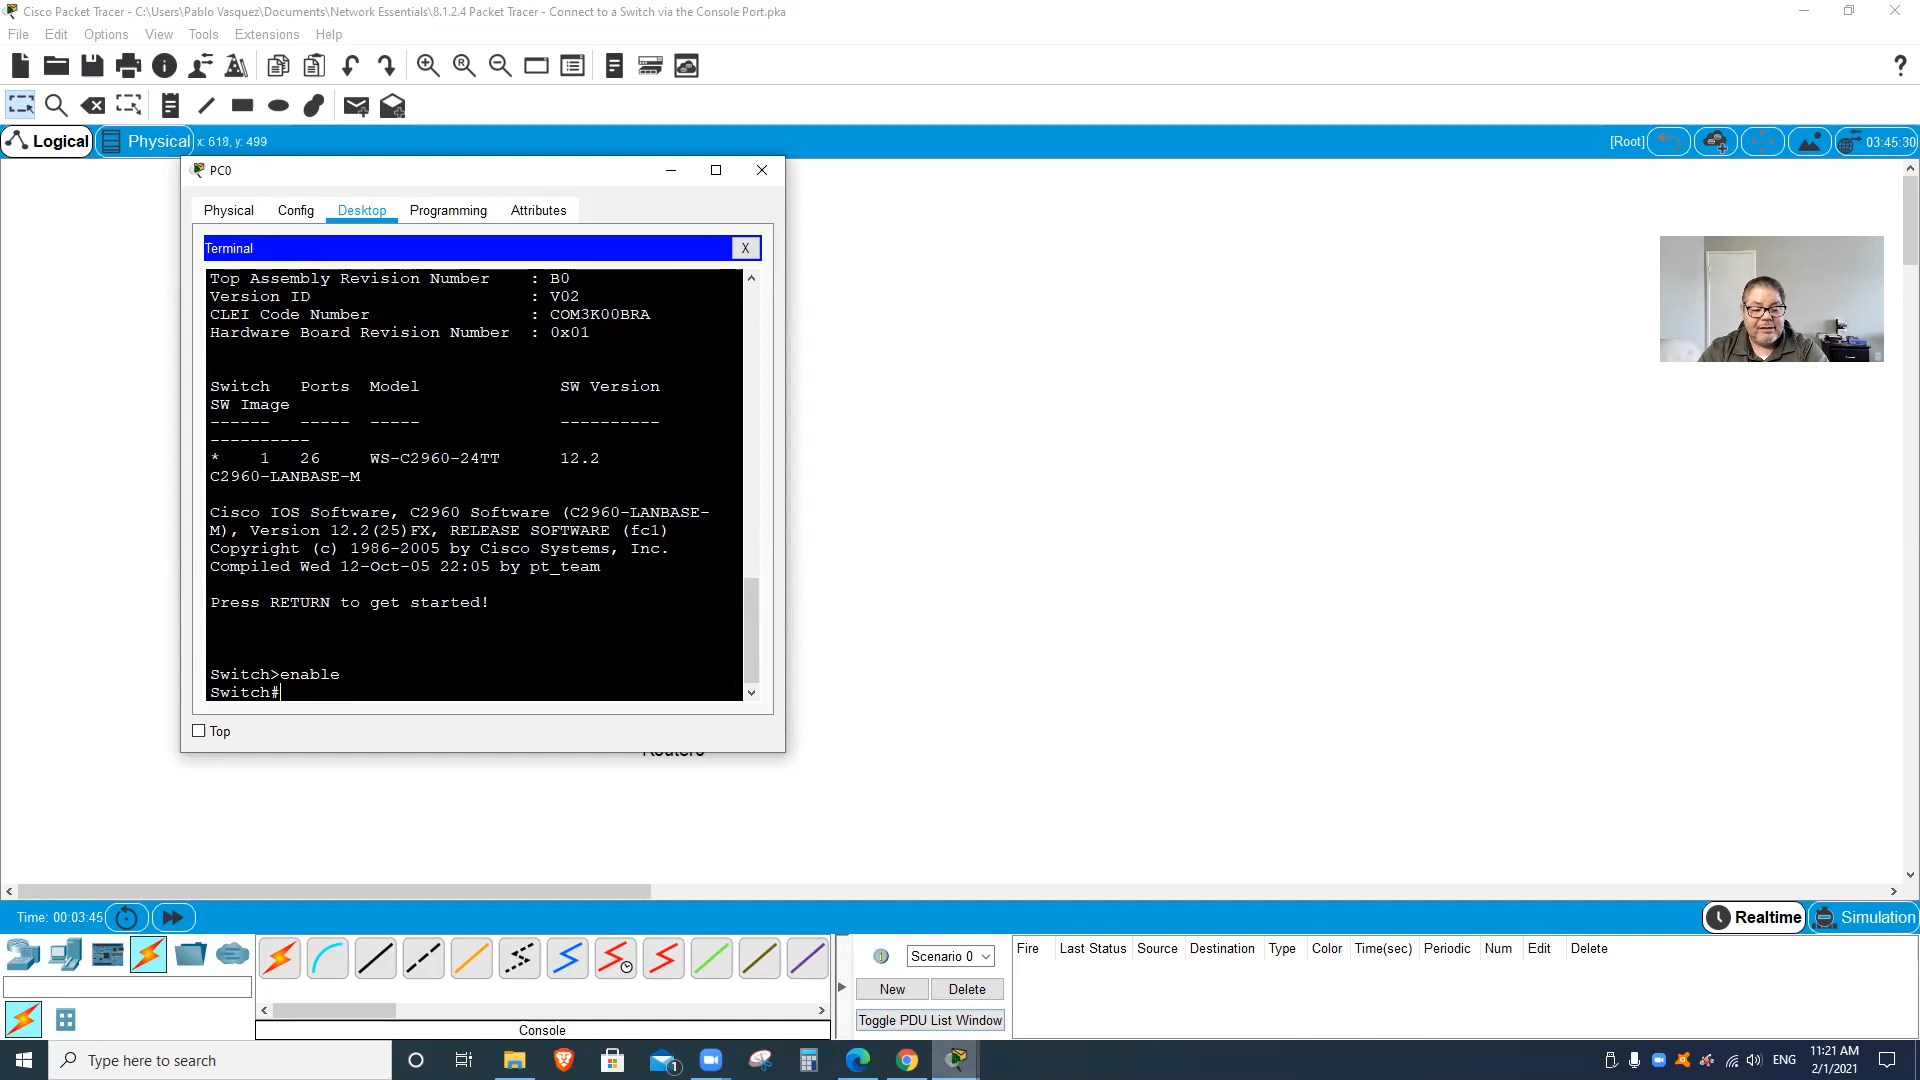 Cisco Packet Tracer - C:\Users\Pablo Vasquez\Documents\Network Essentials\8.1.2.4 Packet Tracer - Connect to a Switch via the Console Port.pka
File Edit Options View Tools Extensions Help
Logical Physical x: 618, y: 499 [Root] 03:45:30
PC0
Physical Config Desktop Programming Attributes
Terminal X
Top Assembly Revision Number : B0
Version ID : V02
CLEI Code Number : COM3K00BRA
Hardware Board Revision Number : 0x01
Switch Ports Model SW Version
SW Image
------ ----- ----- ----------
----------
* 1 26 WS-C2960-24TT 12.2
C2960-LANBASE-M
Cisco IOS Software, C2960 Software (C2960-LANBASE-
M), Version 12.2(25)FX, RELEASE SOFTWARE (fc1)
Copyright (c) 1986-2005 by Cisco Systems, Inc.
Compiled Wed 12-Oct-05 22:05 by pt_team
Press RETURN to get started!
Switch>enable
Switch#
Top
Time: 00:03:45 Realtime Simulation
Scenario 0
New Delete
Toggle PDU List Window
Fire Last Status Source Destination Type Color Time(sec) Periodic Num Edit Delete
Console
Type here to search
1
ENG
11:21 AM
2/1/2021